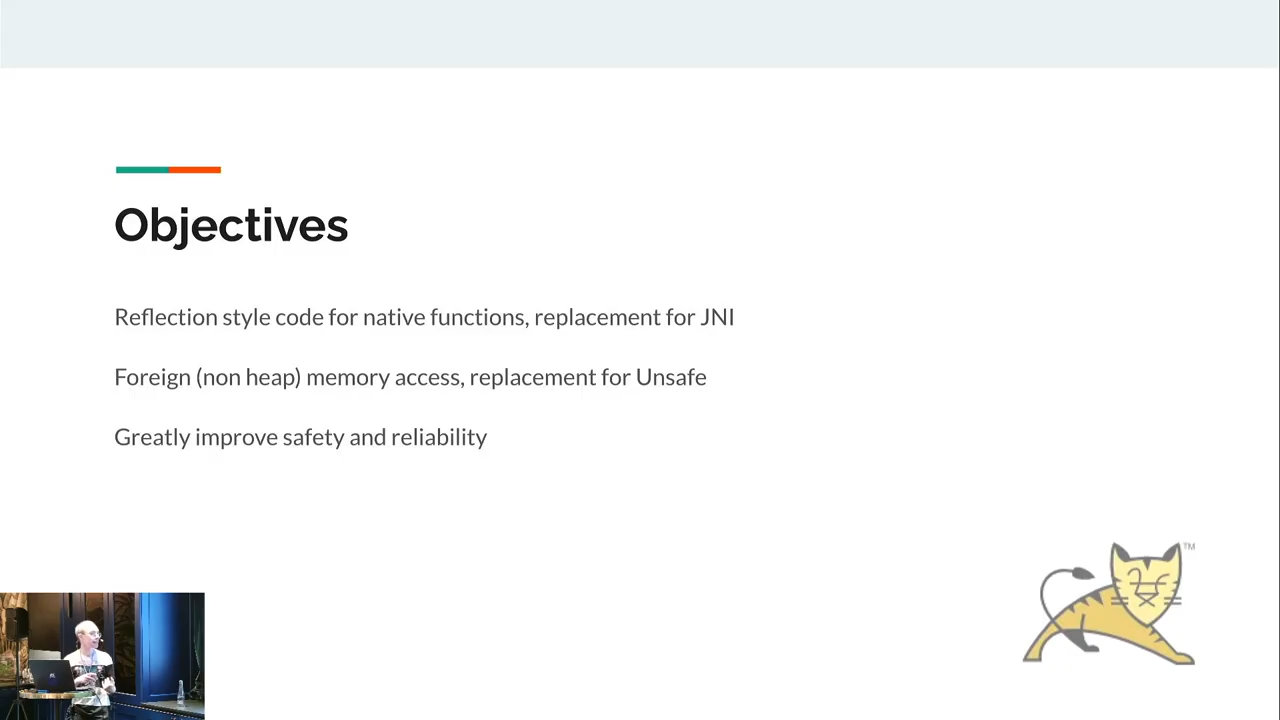 Objectives
Reflection style code for native functions, replacement for JNI
Foreign (non heap) memory access, replacement for Unsafe
Greatly improve safety and reliability
TM